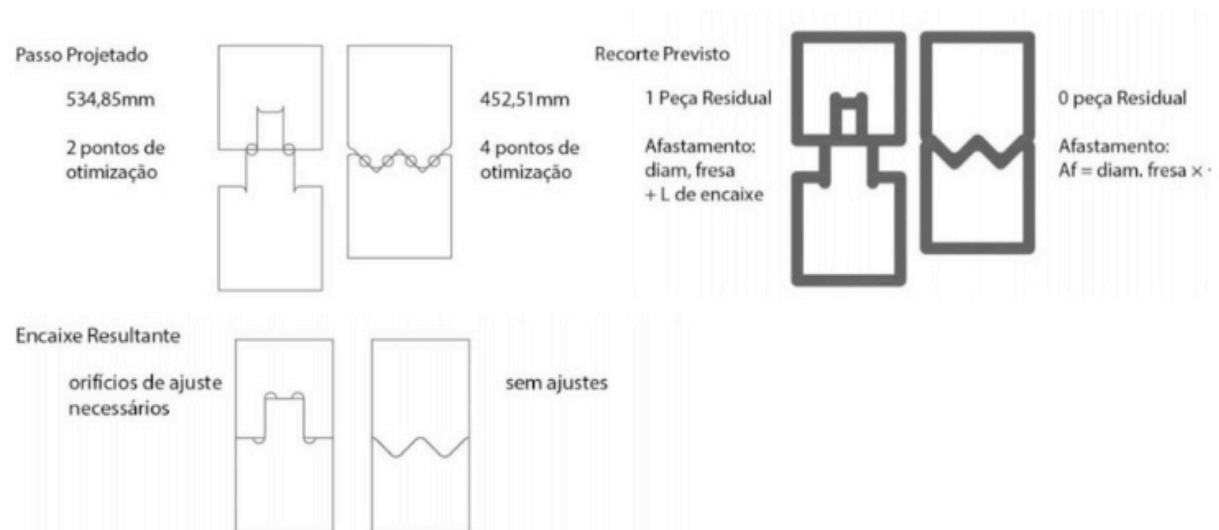 Passo Projetado
534,85mm
2 pontos de
otimização
452,51mm
4 pontos de
otimização
Recorte Previsto
1 Peça Residual
Afastamento:
diam, fresa
+ L de encaixe
0 peça Residual
Afastamento:
Af = diam. fresa ×
Encaixe Resultante
orifícios de ajuste
necessários
sem ajustes